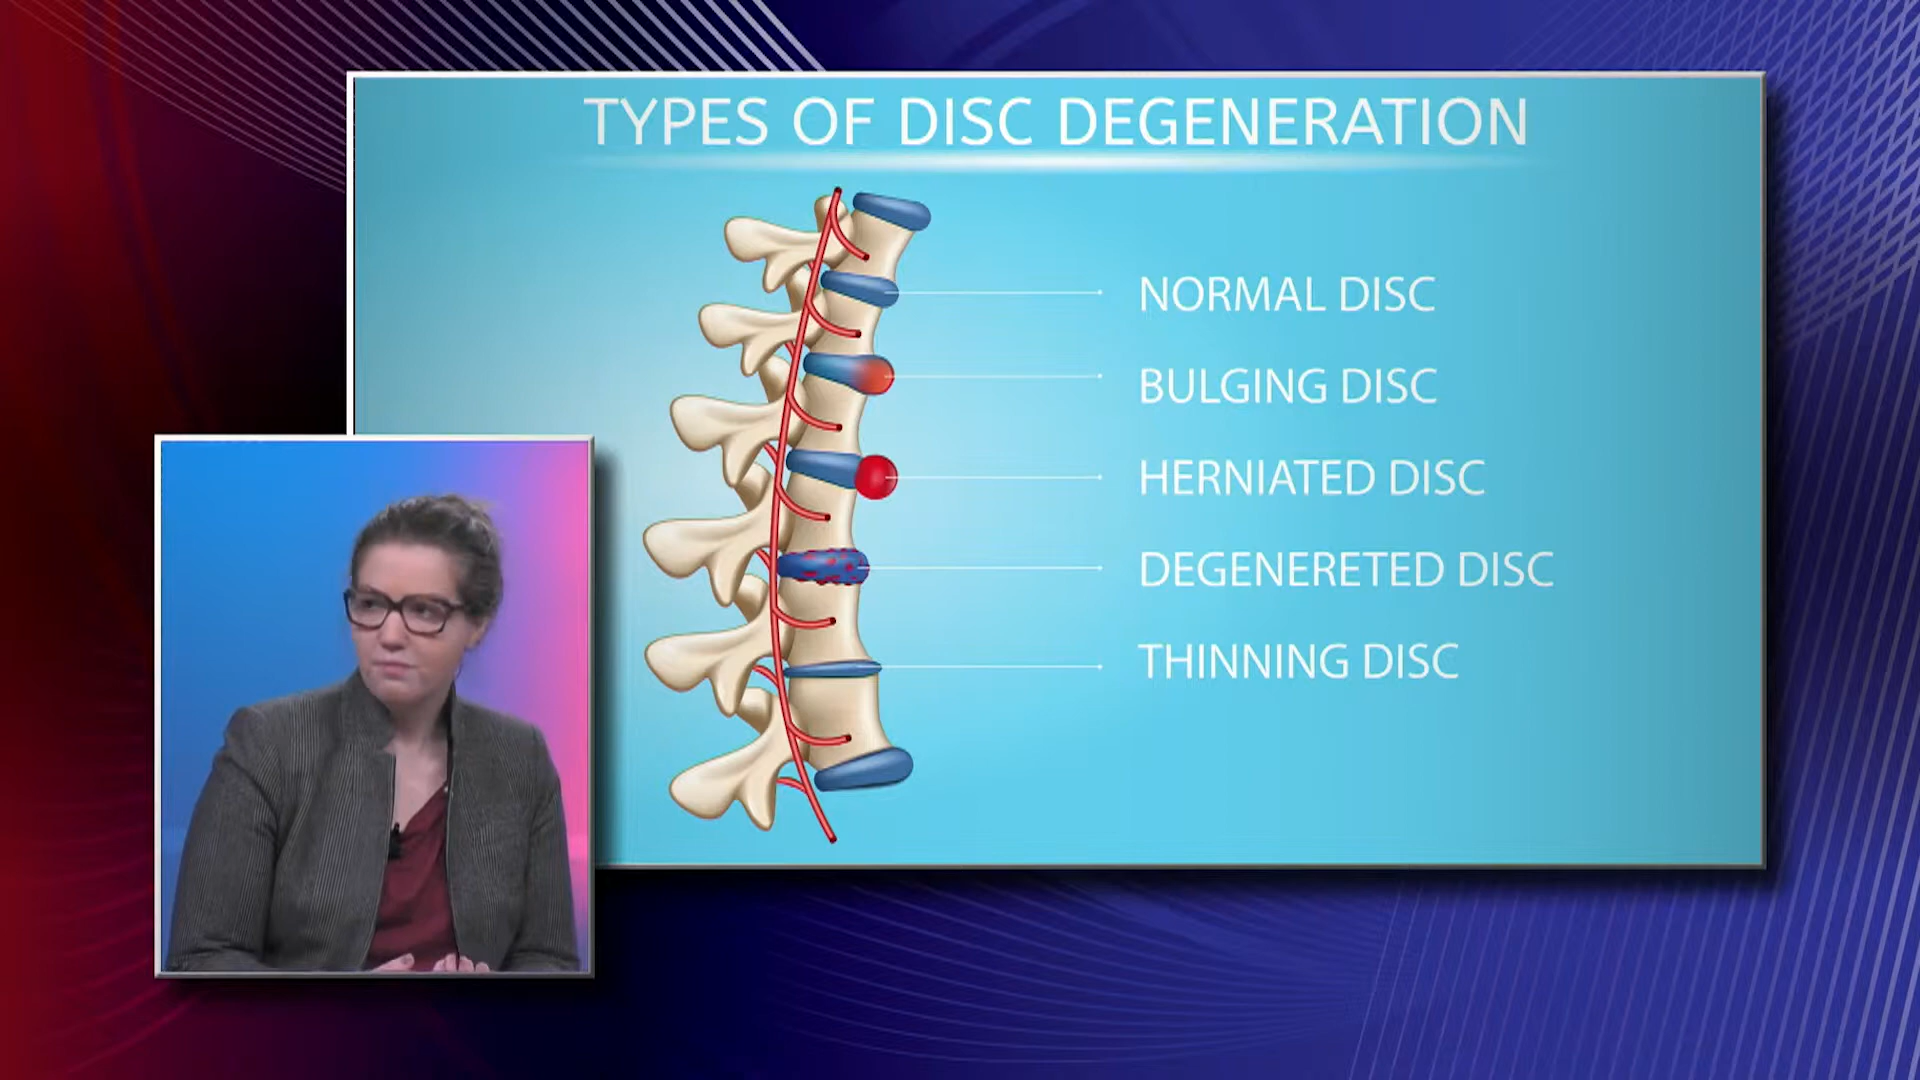 TYPES OF DISC DEGENERATION
NORMAL DISC
BULGING DISC
HERNIATED DISC
DEGENERETED DISC
THINNING DISC